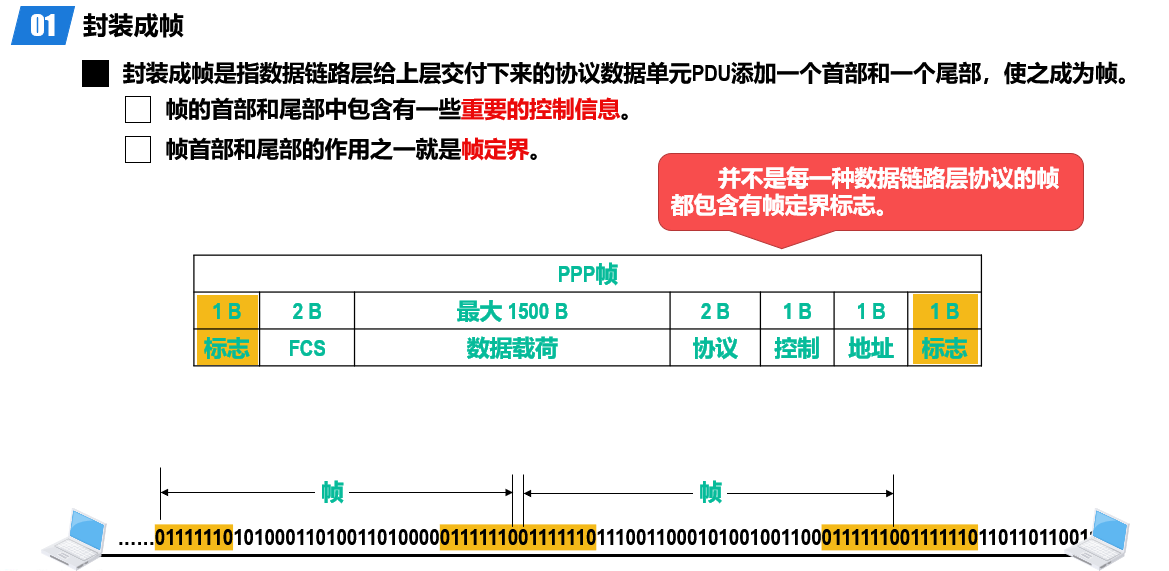 01 封装成帧
封装成帧是指数据链路层给上层交付下来的协议数据单元PDU添加一个首部和一个尾部，使之成为帧。
帧的首部和尾部中包含有一些重要的控制信息。
帧首部和尾部的作用之一就是帧定界。
并不是每一种数据链路层协议的帧
都包含有帧定界标志。
PPP帧
1 B 2 B 最大 1500 B 2 B 1 B 1 B 1 B
标志 FCS 数据载荷 协议 控制 地址 标志
帧 帧
……01111110101000110100110100000111111001111110111001100010100100110001111110011111101101101100